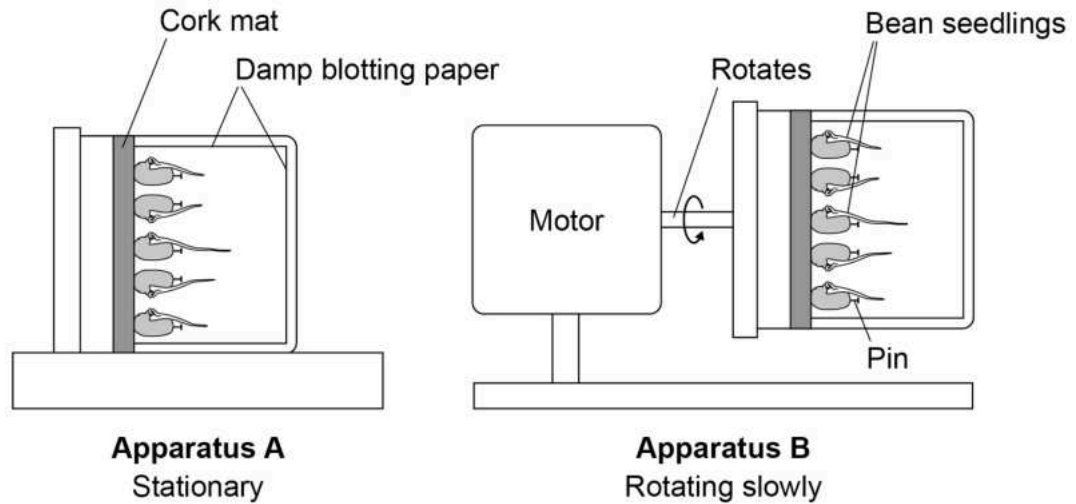 Cork mat
Damp blotting paper
Bean seedlings
Rotates
Motor
Pin
Apparatus A
Stationary
Apparatus B
Rotating slowly